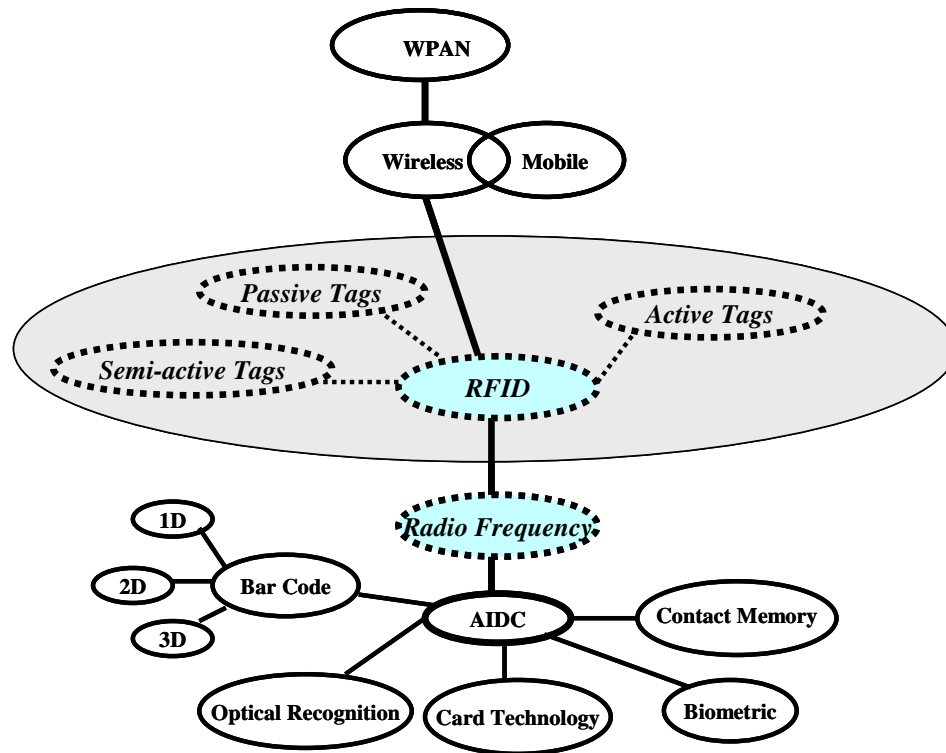 WPAN
Wireless
Mobile
Passive Tags
Active Tags
Semi-active Tags
RFID
Radio Frequency
1D
2D
Bar Code
3D
AIDC
Contact Memory
Optical Recognition
Card Technology
Biometric